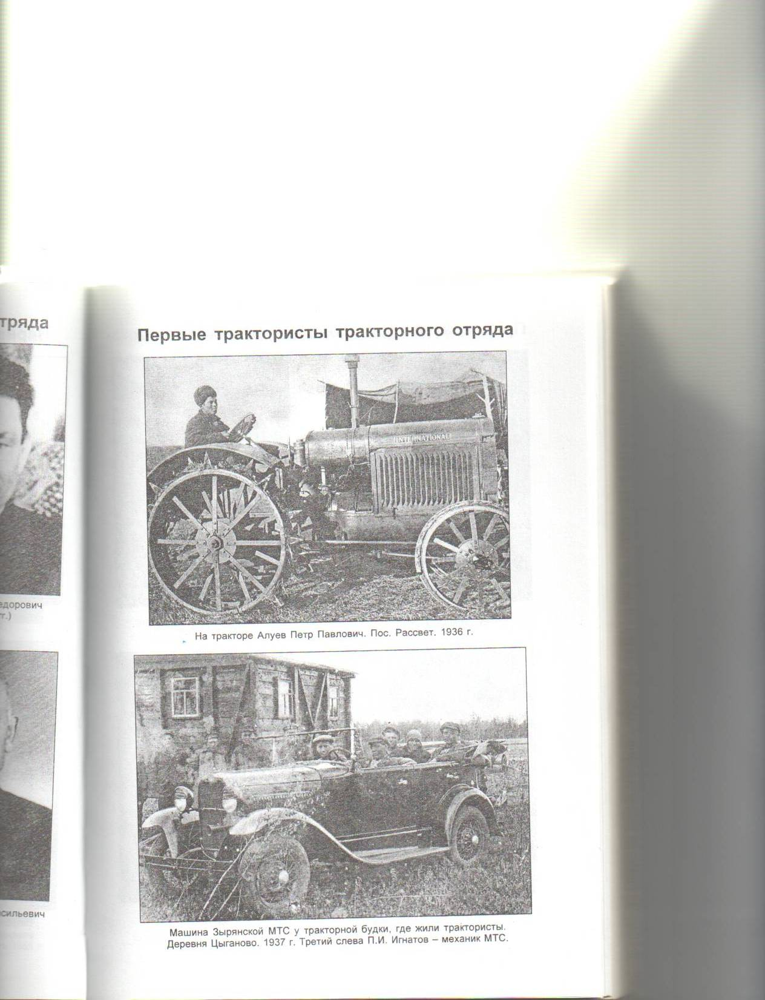 тряда
едорович
гг.)
сильевич
Первые трактористы тракторного отряда
INTERNATIONAL
На тракторе Алуев Петр Павлович. Пос. Рассвет. 1936 г.
Машина Зырянской МТС у тракторной будки, где жили трактористы.
Деревня Цыганово. 1937 г. Третий слева П.И. Игнатов – механик МТС.